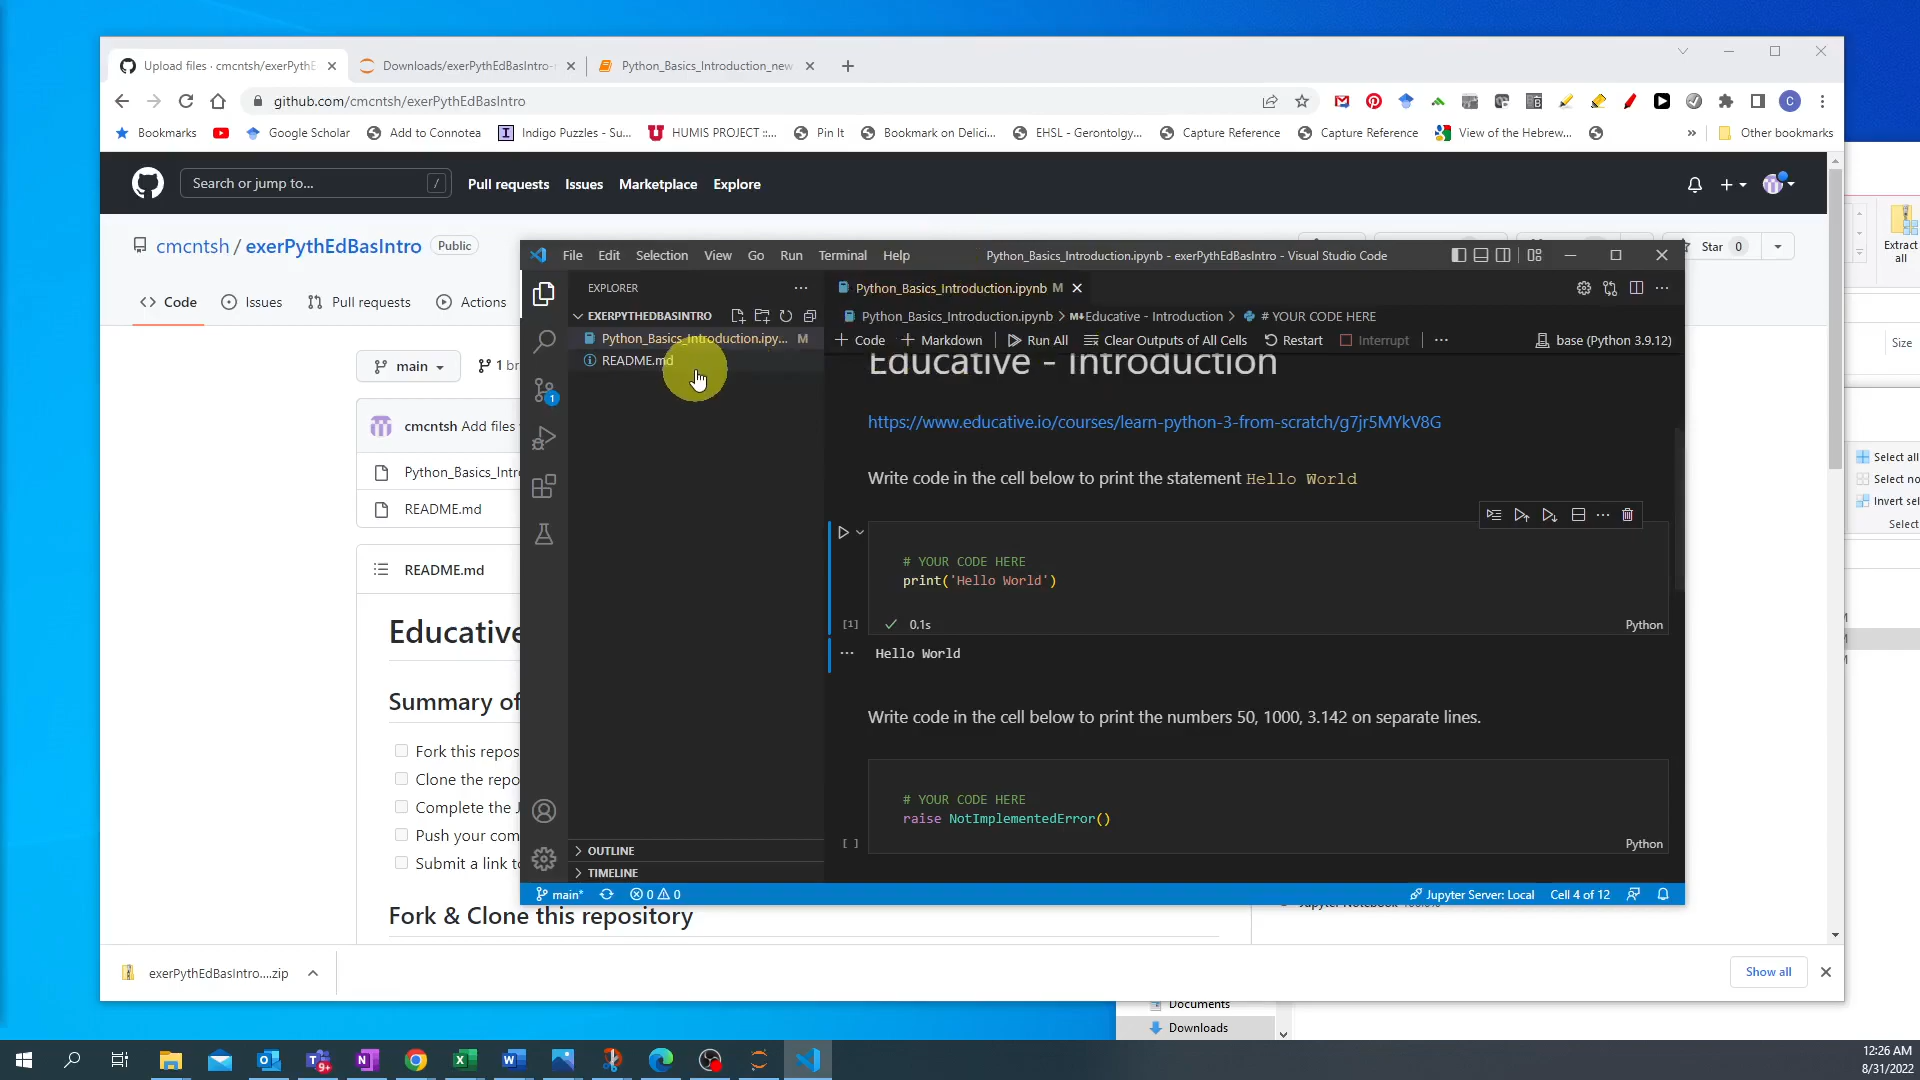 Upload files · cmcntsh/exerPythE
Downloads/exerPythEdBasIntro-
Python_Basics_Introduction_new
github.com/cmcntsh/exerPythEdBasIntro
Bookmarks
Google Scholar
Add to Connotea
Indigo Puzzles - Su...
HUMIS PROJECT ::...
Pin It
Bookmark on Delici...
EHSL - Gerontolgy...
Capture Reference
Capture Reference
View of the Hebrew...
»
Other bookmarks
Search or jump to...
/
Pull requests
Issues
Marketplace
Explore
cmcntsh / exerPythEdBasIntro
Public
Star 0
Code
Issues
Pull requests
Actions
main
1 br
cmcntsh Add files
Python_Basics_Intr
README.md
README.md
Educative
Summary of
Fork this repos
Clone the repo
Complete the J
Push your com
Submit a link to
Fork & Clone this repository
File
Edit
Selection
View
Go
Run
Terminal
Help
Python_Basics_Introduction.ipynb - exerPythEdBasIntro - Visual Studio Code
EXPLORER
EXERPYTHEDBASINTRO
Python_Basics_Introduction.ipy... M
README.md
1
OUTLINE
TIMELINE
Python_Basics_Introduction.ipynb M
Python_Basics_Introduction.ipynb > M Educative - Introduction > # YOUR CODE HERE
+ Code
+ Markdown
Run All
Clear Outputs of All Cells
Restart
Interrupt
base (Python 3.9.12)
Educative - Introduction
https://www.educative.io/courses/learn-python-3-from-scratch/g7jr5MYkV8G
Write code in the cell below to print the statement Hello World
# YOUR CODE HERE
print('Hello World')
[1]
0.1s
Python
Hello World
Write code in the cell below to print the numbers 50, 1000, 3.142 on separate lines.
# YOUR CODE HERE
raise NotImplementedError()
[ ]
Python
main*
0
0
Jupyter Server: Local
Cell 4 of 12
Extract
all
Size
Select all
Select no
Invert sel
Select
exerPythEdBasIntro....zip
Show all
Documents
Downloads
9+
12:26 AM
8/31/2022